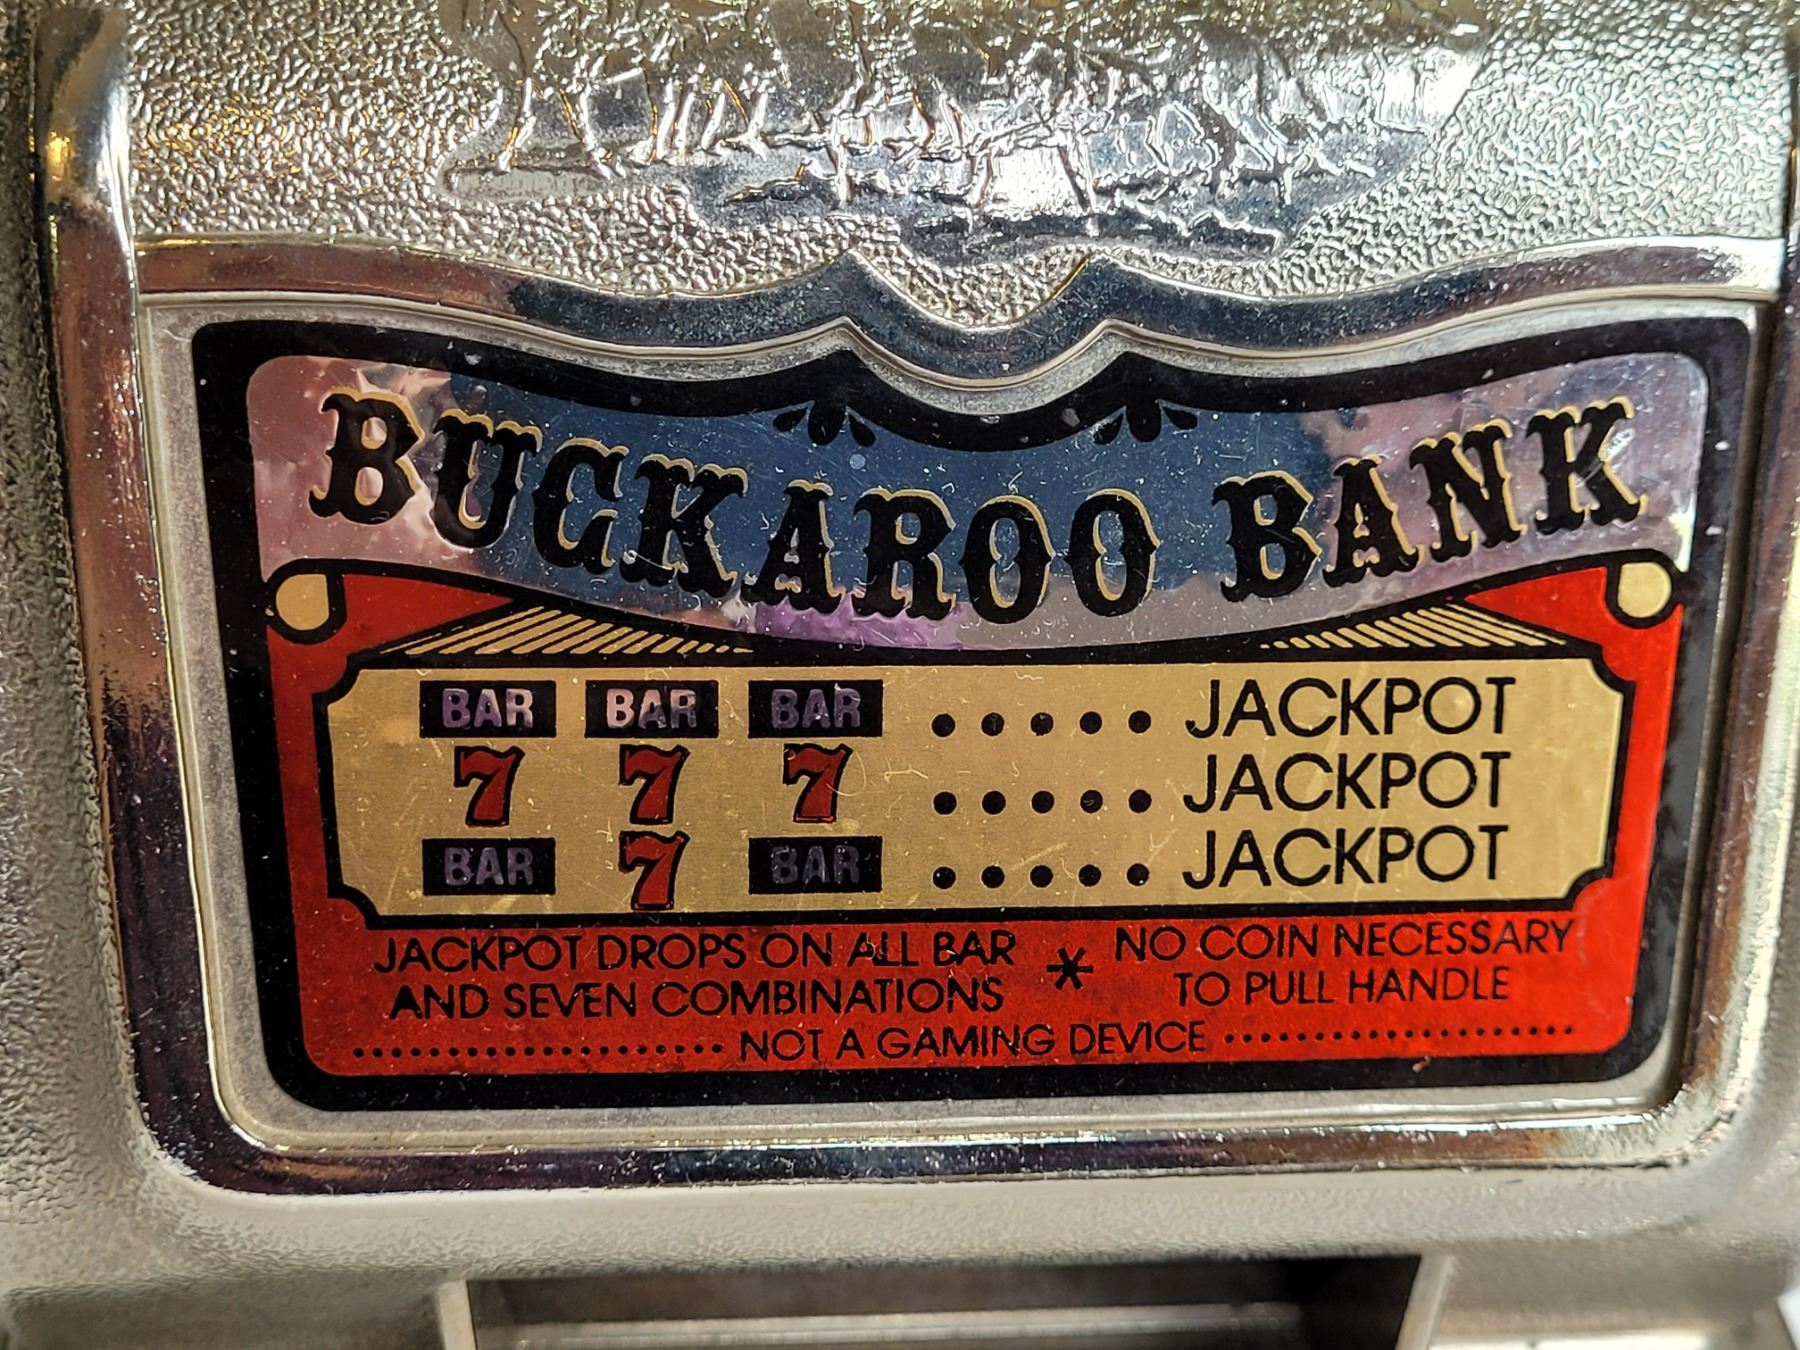 BUCKAROO BANK
BAR BAR BAR ..... JACKPOT
7 7 7 ..... JACKPOT
BAR 7 BAR ..... JACKPOT
JACKPOT DROPS ON ALL BAR
AND SEVEN COMBINATIONS
*
NO COIN NECESSARY
TO PULL HANDLE
NOT A GAMING DEVICE